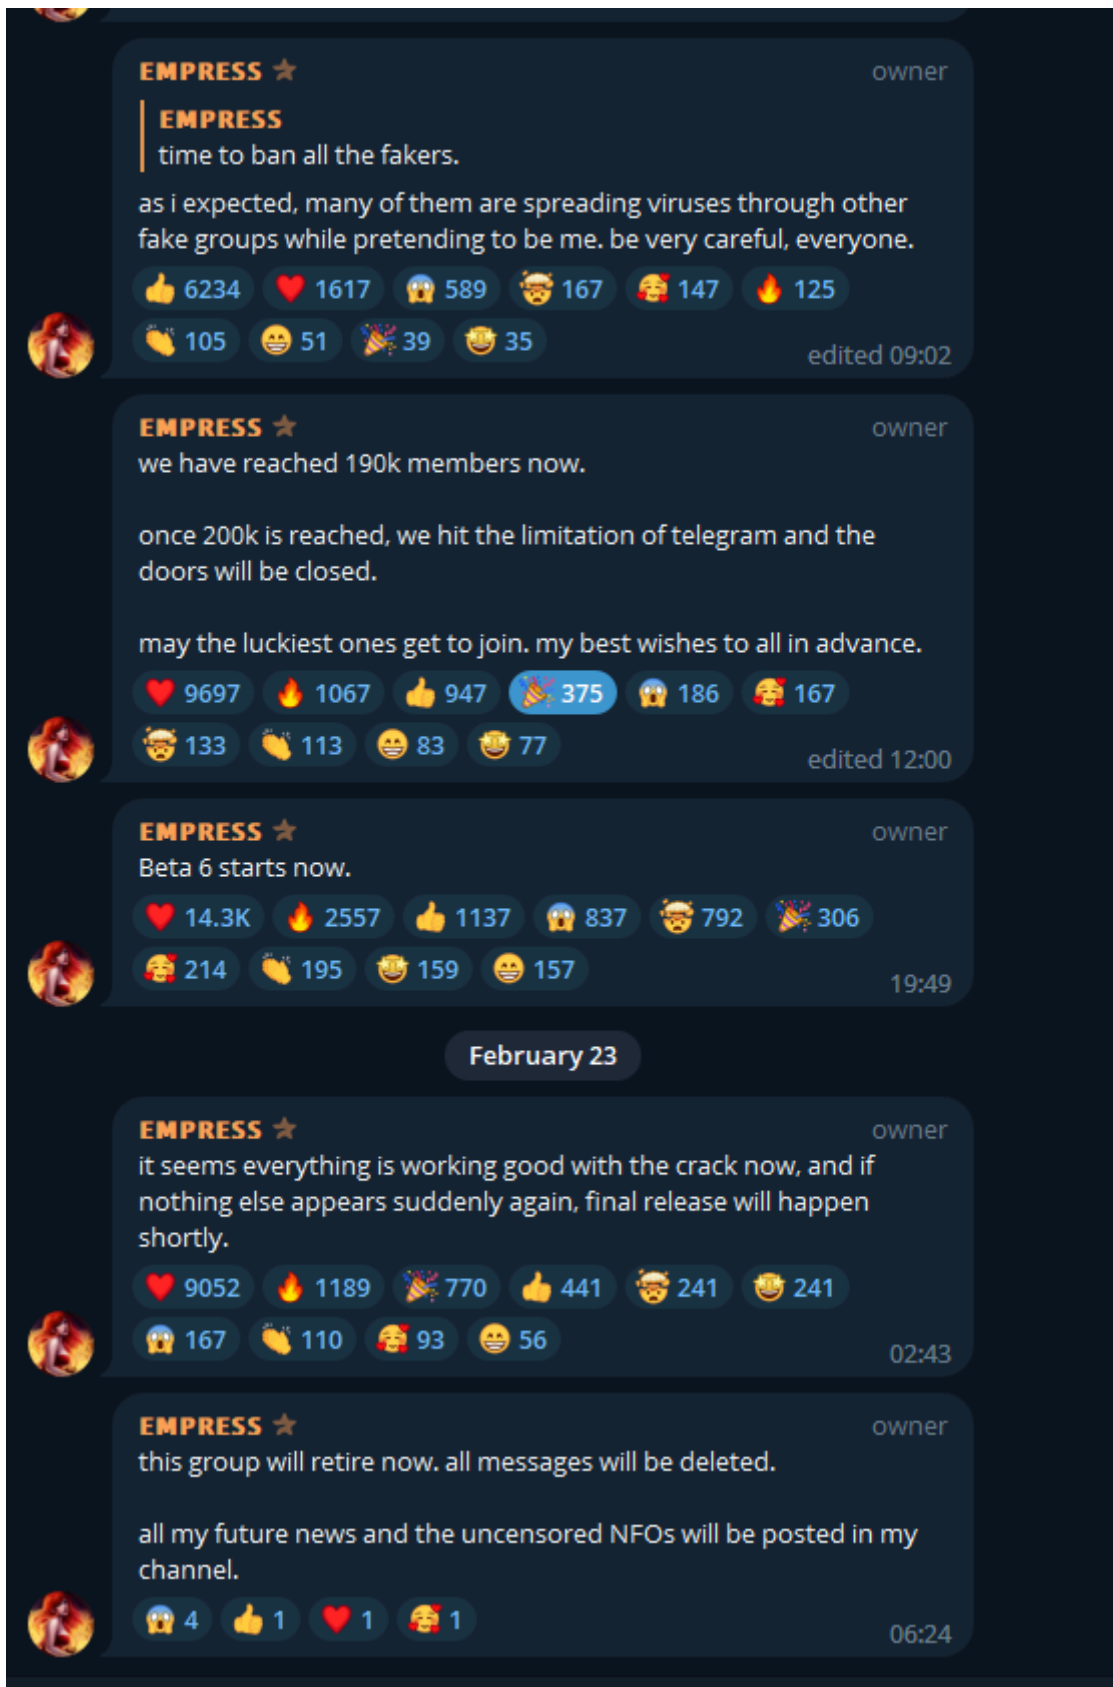 EMPRESS owner
EMPRESS
time to ban all the fakers.
as i expected, many of them are spreading viruses through other
fake groups while pretending to be me. be very careful, everyone.
6234 1617 589 167 147 125
105 51 39 35
edited 09:02
EMPRESS owner
we have reached 190k members now.
once 200k is reached, we hit the limitation of telegram and the
doors will be closed.
may the luckiest ones get to join. my best wishes to all in advance.
9697 1067 947 375 186 167
133 113 83 77
edited 12:00
EMPRESS owner
Beta 6 starts now.
14.3K 2557 1137 837 792 306
214 195 159 157
19:49
February 23
EMPRESS owner
it seems everything is working good with the crack now, and if
nothing else appears suddenly again, final release will happen
shortly.
9052 1189 770 441 241 241
167 110 93 56
02:43
EMPRESS owner
this group will retire now. all messages will be deleted.
all my future news and the uncensored NFOs will be posted in my
channel.
4 1 1 1
06:24